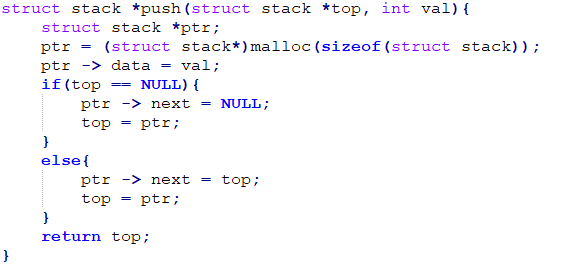 struct stack *push(struct stack *top, int val){
    struct stack *ptr;
    ptr = (struct stack*)malloc(sizeof(struct stack));
    ptr -> data = val;
    if(top == NULL){
        ptr -> next = NULL;
        top = ptr;
    }
    else{
        ptr -> next = top;
        top = ptr;
    }
    return top;
}